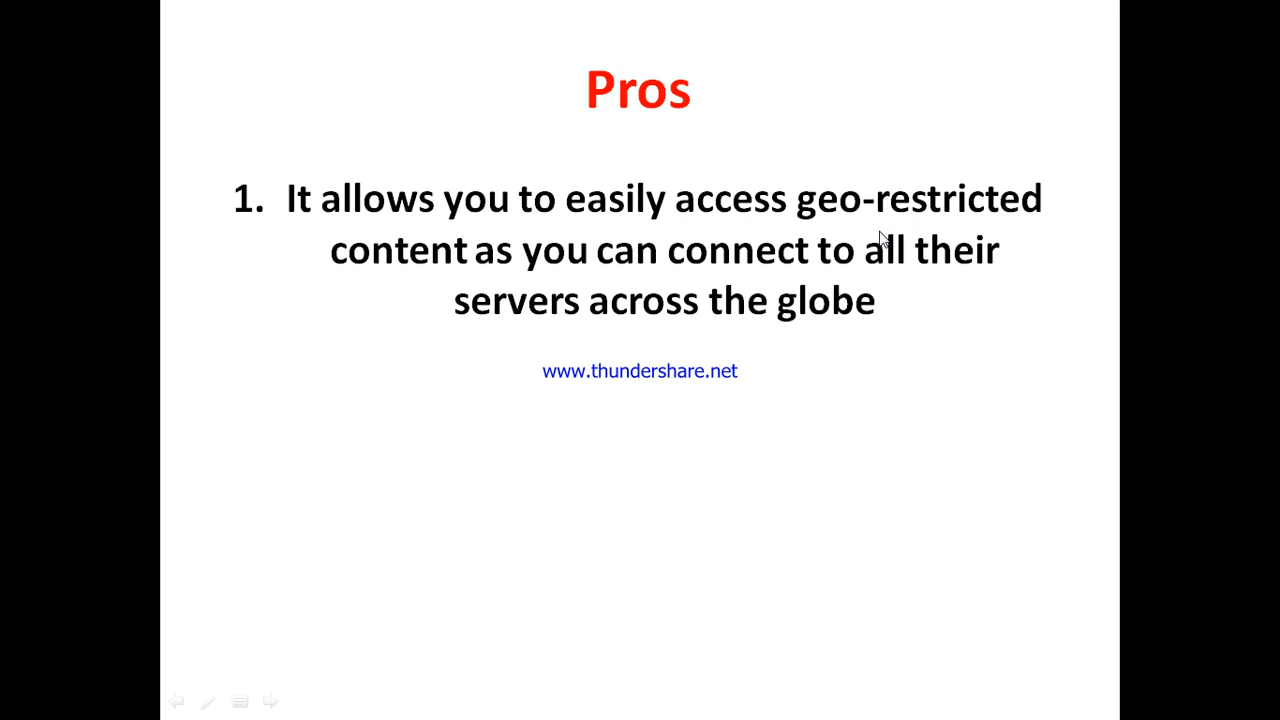 Pros
1. It allows you to easily access geo-restricted
content as you can connect to all their
servers across the globe
www.thundershare.net